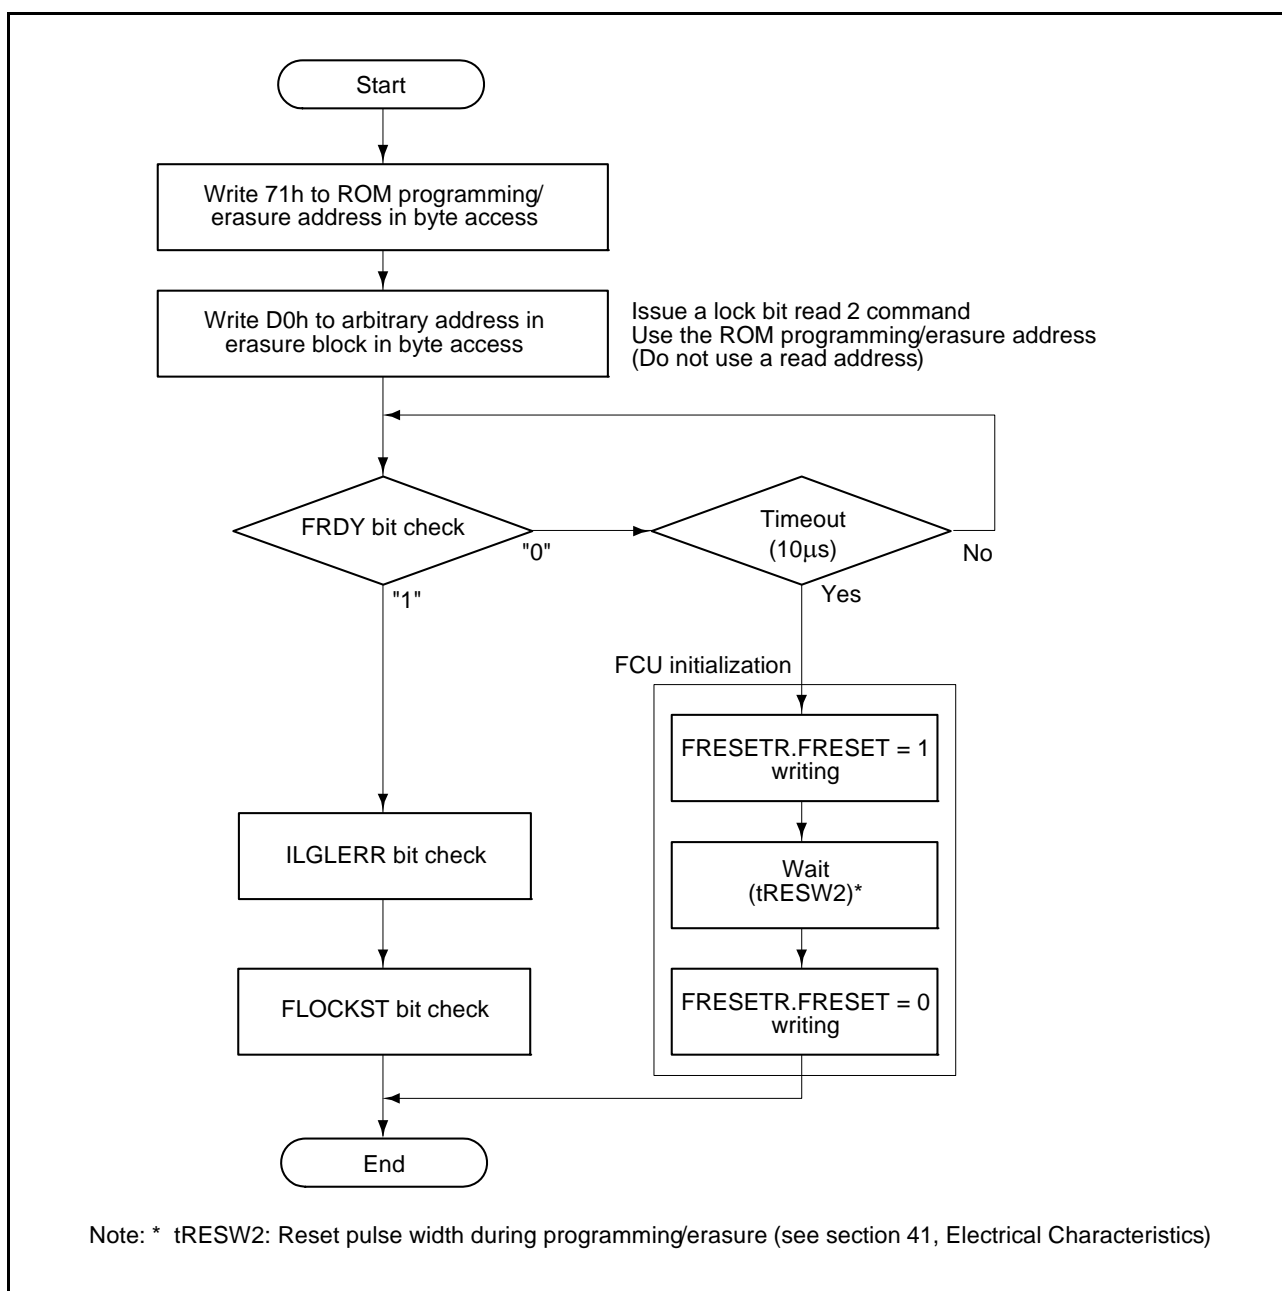 Start
Write 71h to ROM programming/
erasure address in byte access
Write D0h to arbitrary address in
erasure block in byte access
Issue a lock bit read 2 command
Use the ROM programming/erasure address
(Do not use a read address)
FRDY bit check
"0"
"1"
Timeout
(10μs)
No
Yes
FCU initialization
FRESETR.FRESET = 1
writing
Wait
(tRESW2)*
FRESETR.FRESET = 0
writing
ILGLERR bit check
FLOCKST bit check
End
Note: * tRESW2: Reset pulse width during programming/erasure (see section 41, Electrical Characteristics)